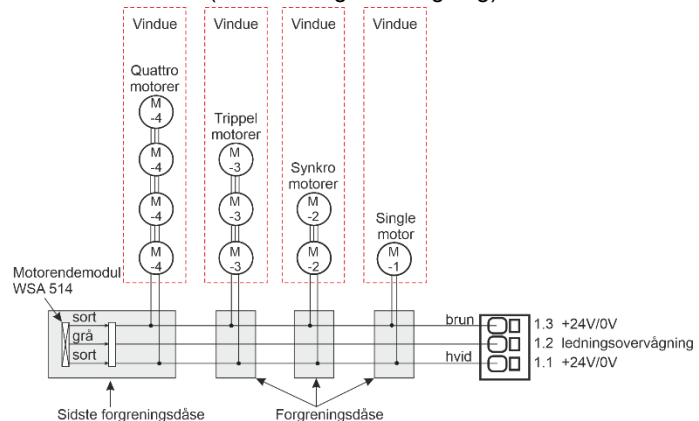 Vindue
Vindue
Vindue
Vindue
Quattro
motorer
M
-4
M
-4
M
-4
M
-4
Trippel
motorer
M
-3
M
-3
M
-3
Synkro
motorer
M
-2
M
-2
Single
motor
M
-1
Motorendemodul
WSA 514
sort
grå
sort
brun
hvid
1.3 +24V/0V
1.2 ledningsovervågning
1.1 +24V/0V
Sidste forgreningsdåse
Forgreningsdåse